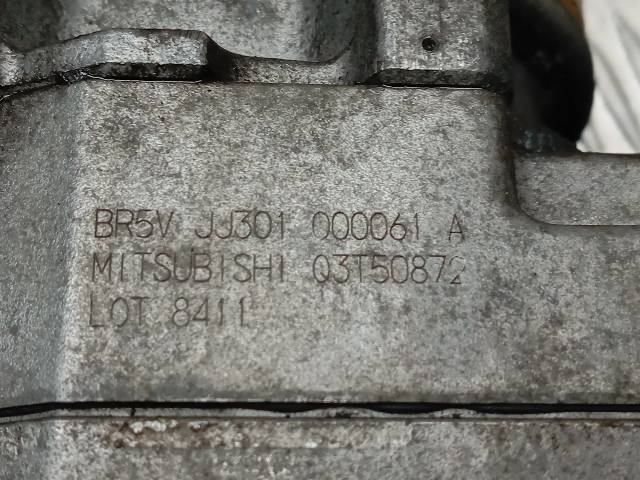 BR5V JJ301 000061 A
MITSUBISHI 03T50872
LOT 8411